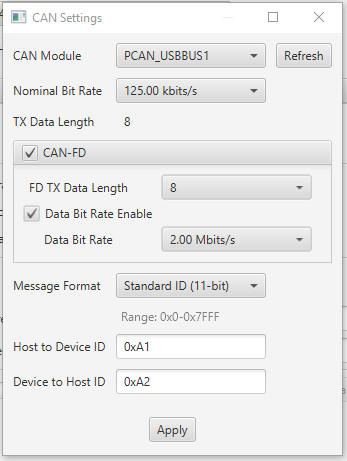 CAN Settings
CAN Module PCAN_USBBUS1 Refresh
Nominal Bit Rate 125.00 kbits/s
TX Data Length 8
CAN-FD
FD TX Data Length 8
Data Bit Rate Enable
Data Bit Rate 2.00 Mbits/s
Message Format Standard ID (11-bit)
Range: 0x0-0x7FFF
Host to Device ID 0xA1
Device to Host ID 0xA2
Apply